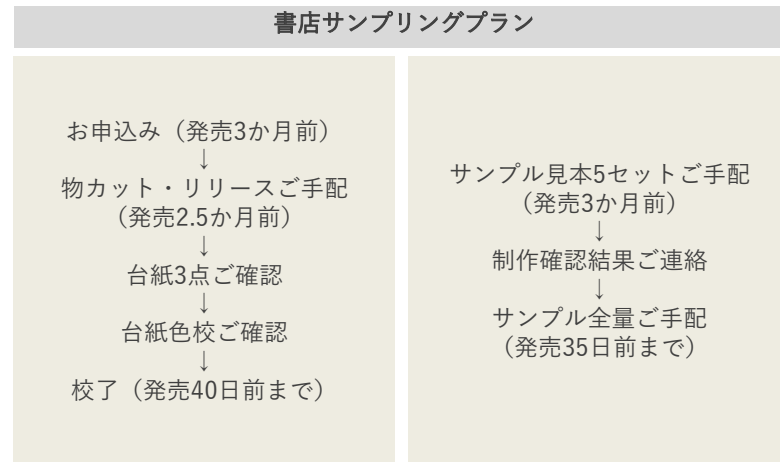 書店サンプリングプラン
お申込み（発売3か月前）
↓
物カット・リリースご手配
（発売2.5か月前）
↓
台紙3点ご確認
↓
台紙色校ご確認
↓
校了（発売40日前まで）
サンプル見本5セットご手配
（発売3か月前）
↓
制作確認結果ご連絡
↓
サンプル全量ご手配
（発売35日前まで）